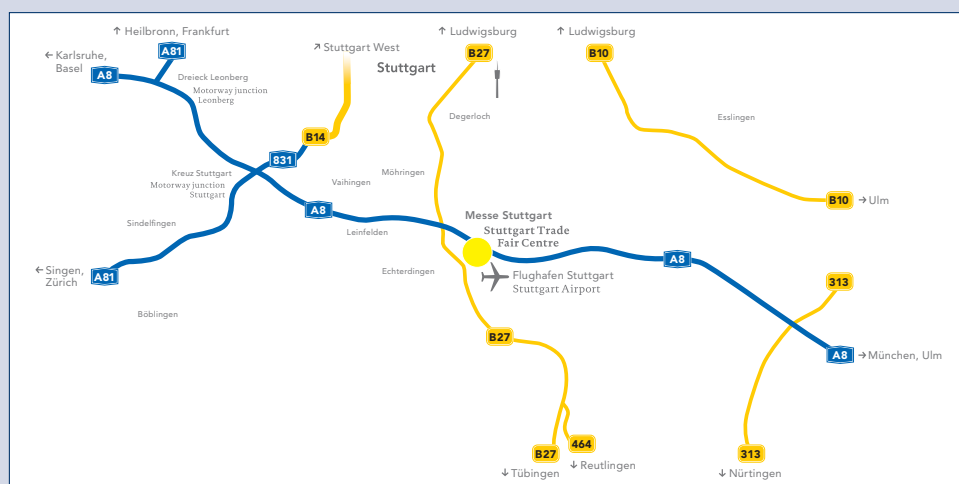 ↑ Heilbronn, Frankfurt
↑ Ludwigsburg
↑ Ludwigsburg
↗ Stuttgart West
← Karlsruhe,
Basel
A81
B27
B10
Stuttgart
A8
Dreieck Leonberg
Motorway junction
Leonberg
Degerloch
Esslingen
B14
831
Kreuz Stuttgart
Motorway junction
Stuttgart
Möhringen
Vaihingen
B10
→ Ulm
A8
Messe Stuttgart
Stuttgart Trade
Fair Centre
Sindelfingen
Leinfelden
A8
← Singen,
Zürich
A81
Echterdingen
Flughafen Stuttgart
Stuttgart Airport
313
Böblingen
B27
A8
→ München, Ulm
464
B27
313
↓ Reutlingen
↓ Tübingen
↓ Nürtingen